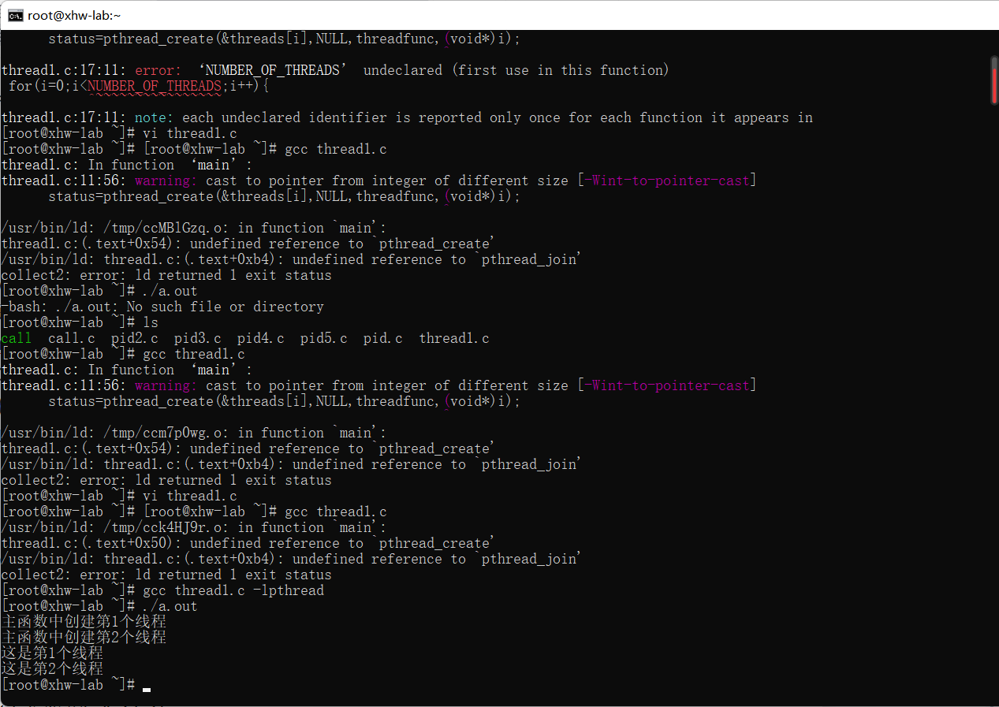 root@xhw-lab:~
status=pthread_create(&threads[i],NULL,threadfunc,(void*)i);
thread1.c:17:11: error: ‘NUMBER_OF_THREADS’ undeclared (first use in this function)
for(i=0;i<NUMBER_OF_THREADS;i++){
thread1.c:17:11: note: each undeclared identifier is reported only once for each function it appears in
[root@xhw-lab ~]# vi thread1.c
[root@xhw-lab ~]# [root@xhw-lab ~]# gcc thread1.c
thread1.c: In function ‘main’:
thread1.c:11:56: warning: cast to pointer from integer of different size [-Wint-to-pointer-cast]
status=pthread_create(&threads[i],NULL,threadfunc,(void*)i);
/usr/bin/ld: /tmp/ccMBlGzq.o: in function `main':
thread1.c:(.text+0x54): undefined reference to `pthread_create'
/usr/bin/ld: thread1.c:(.text+0xb4): undefined reference to `pthread_join'
collect2: error: ld returned 1 exit status
[root@xhw-lab ~]# ./a.out
-bash: ./a.out: No such file or directory
[root@xhw-lab ~]# ls
call  call.c  pid2.c  pid3.c  pid4.c  pid5.c  pid.c  thread1.c
[root@xhw-lab ~]# gcc thread1.c
thread1.c: In function ‘main’:
thread1.c:11:56: warning: cast to pointer from integer of different size [-Wint-to-pointer-cast]
status=pthread_create(&threads[i],NULL,threadfunc,(void*)i);
/usr/bin/ld: /tmp/ccm7p0wg.o: in function `main':
thread1.c:(.text+0x54): undefined reference to `pthread_create'
/usr/bin/ld: thread1.c:(.text+0xb4): undefined reference to `pthread_join'
collect2: error: ld returned 1 exit status
[root@xhw-lab ~]# vi thread1.c
[root@xhw-lab ~]# [root@xhw-lab ~]# gcc thread1.c
/usr/bin/ld: /tmp/cck4HJ9r.o: in function `main':
thread1.c:(.text+0x50): undefined reference to `pthread_create'
/usr/bin/ld: thread1.c:(.text+0xb4): undefined reference to `pthread_join'
collect2: error: ld returned 1 exit status
[root@xhw-lab ~]# gcc thread1.c -lpthread
[root@xhw-lab ~]# ./a.out
主函数中创建第1个线程
主函数中创建第2个线程
这是第1个线程
这是第2个线程
[root@xhw-lab ~]#